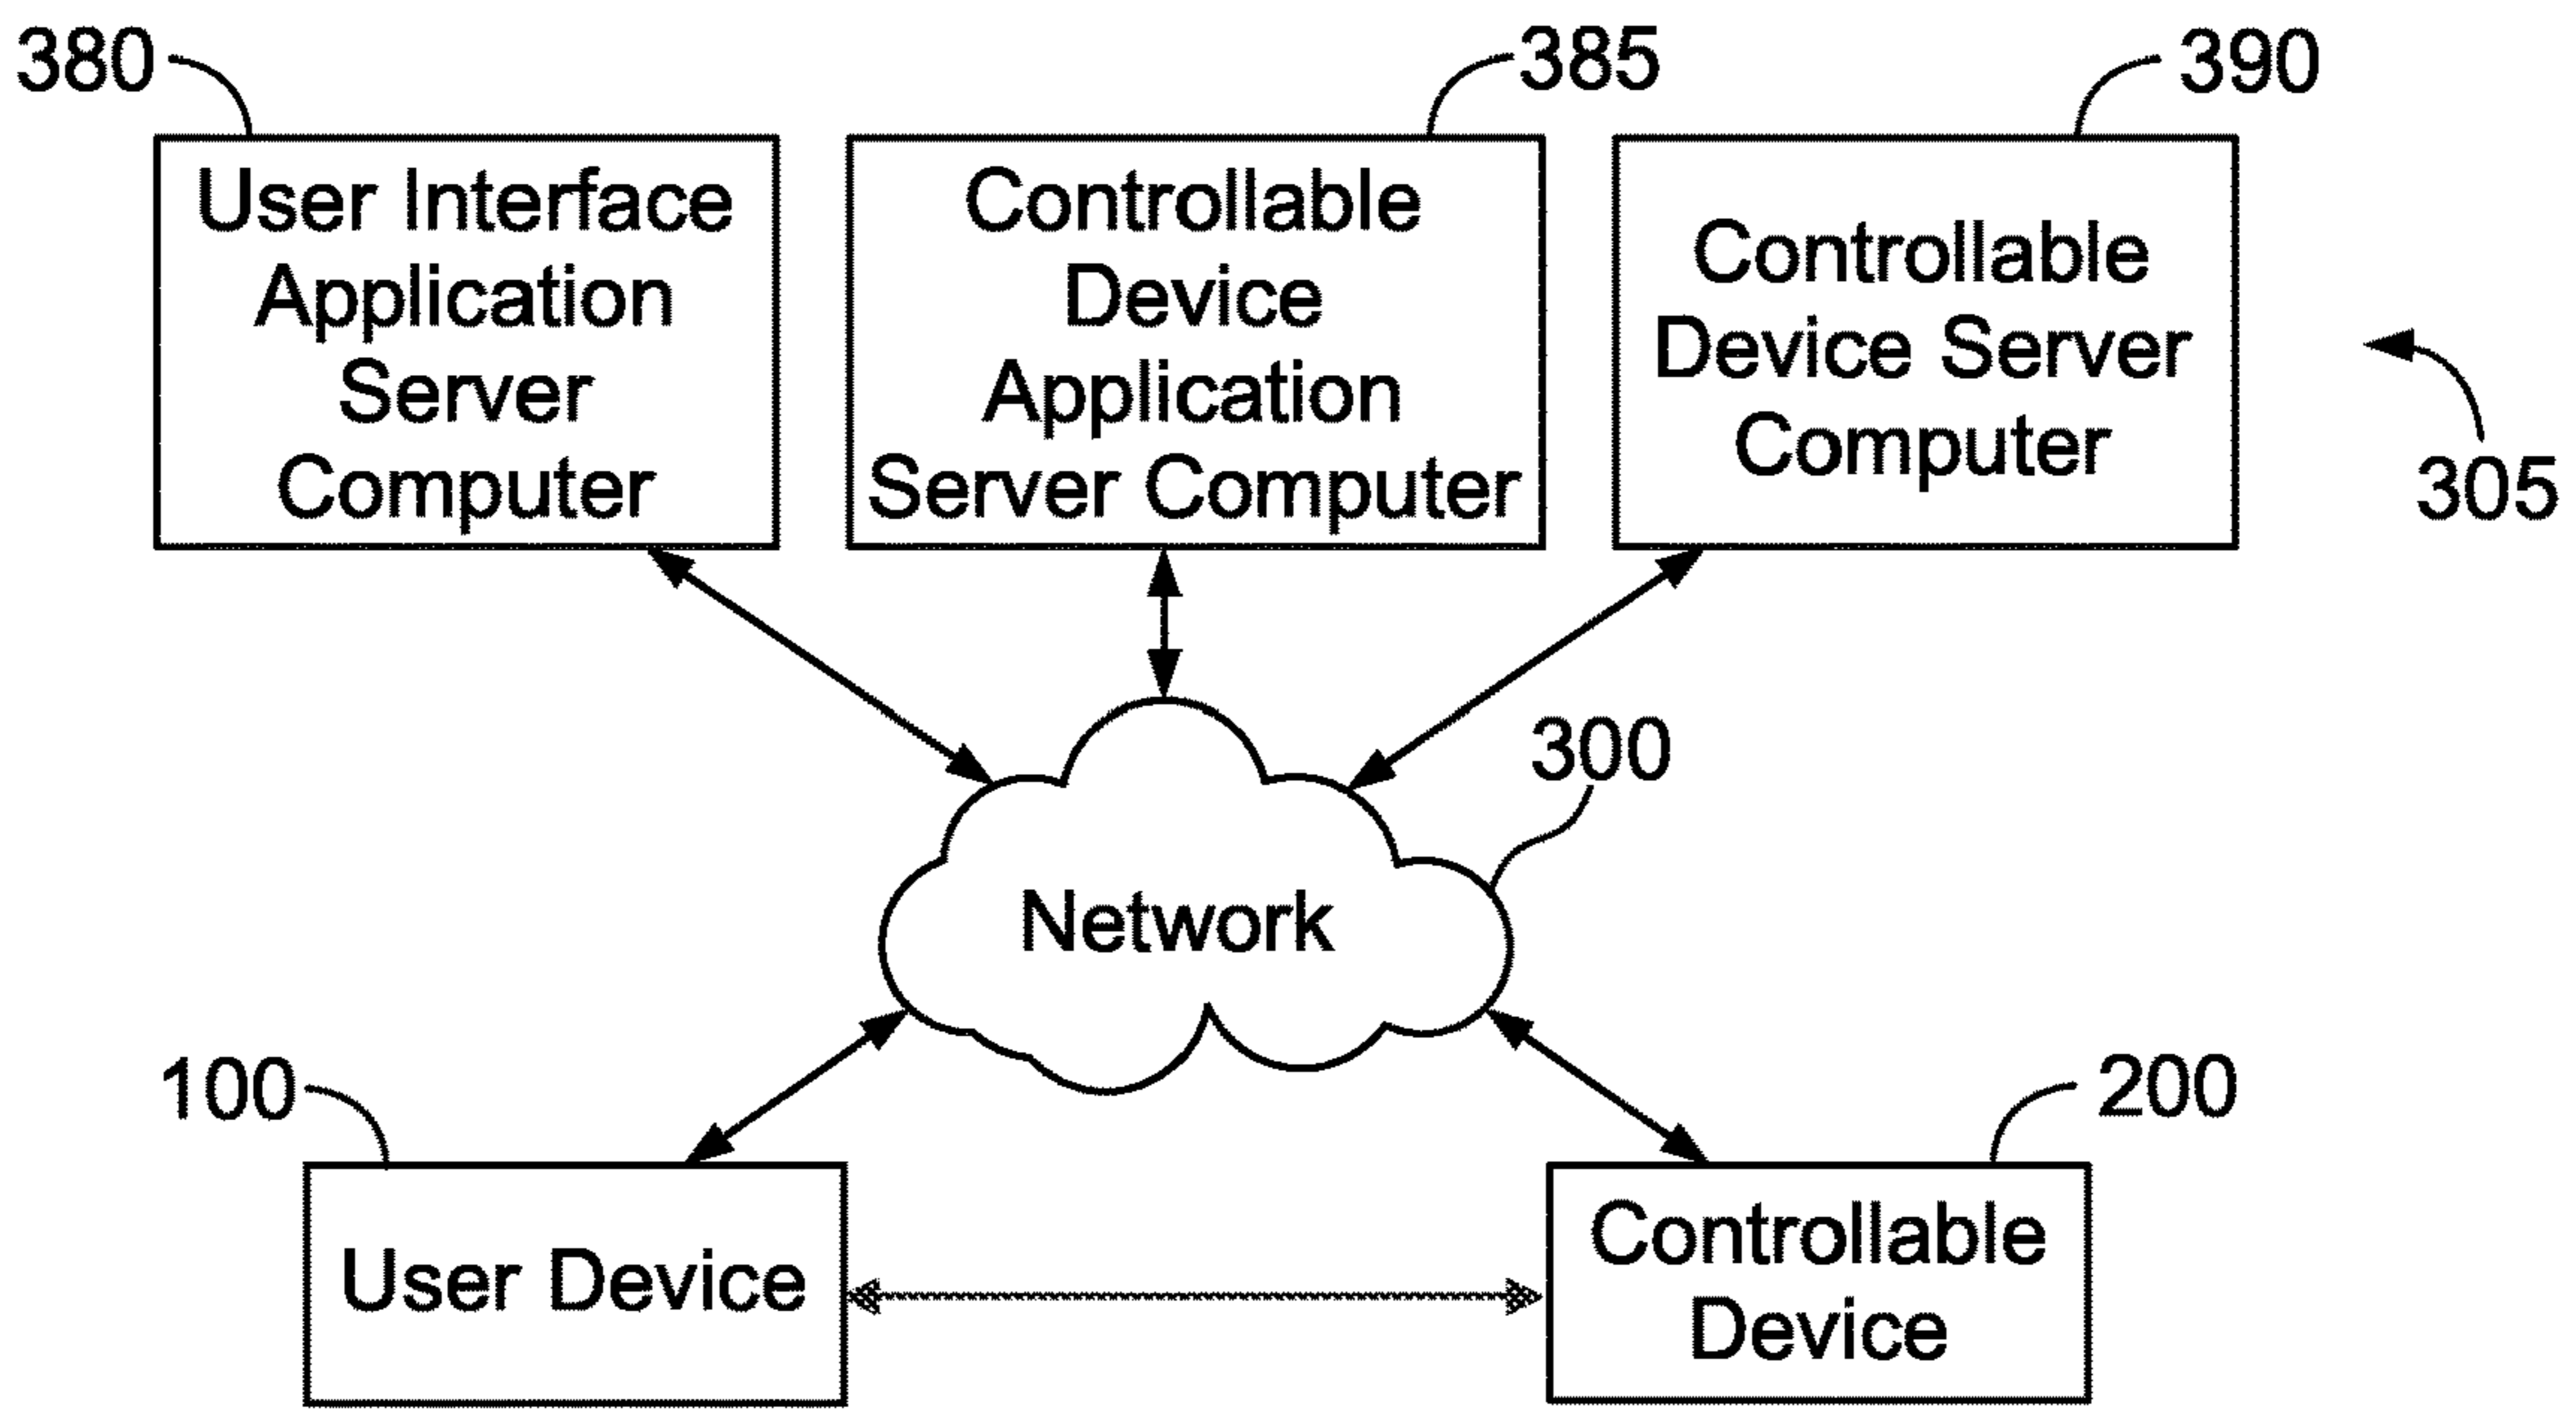 380
385
390
User Interface
Application
Server
Computer
Controllable
Device
Application
Server Computer
Controllable
Device Server
Computer
305
300
Network
100
200
User Device
Controllable
Device